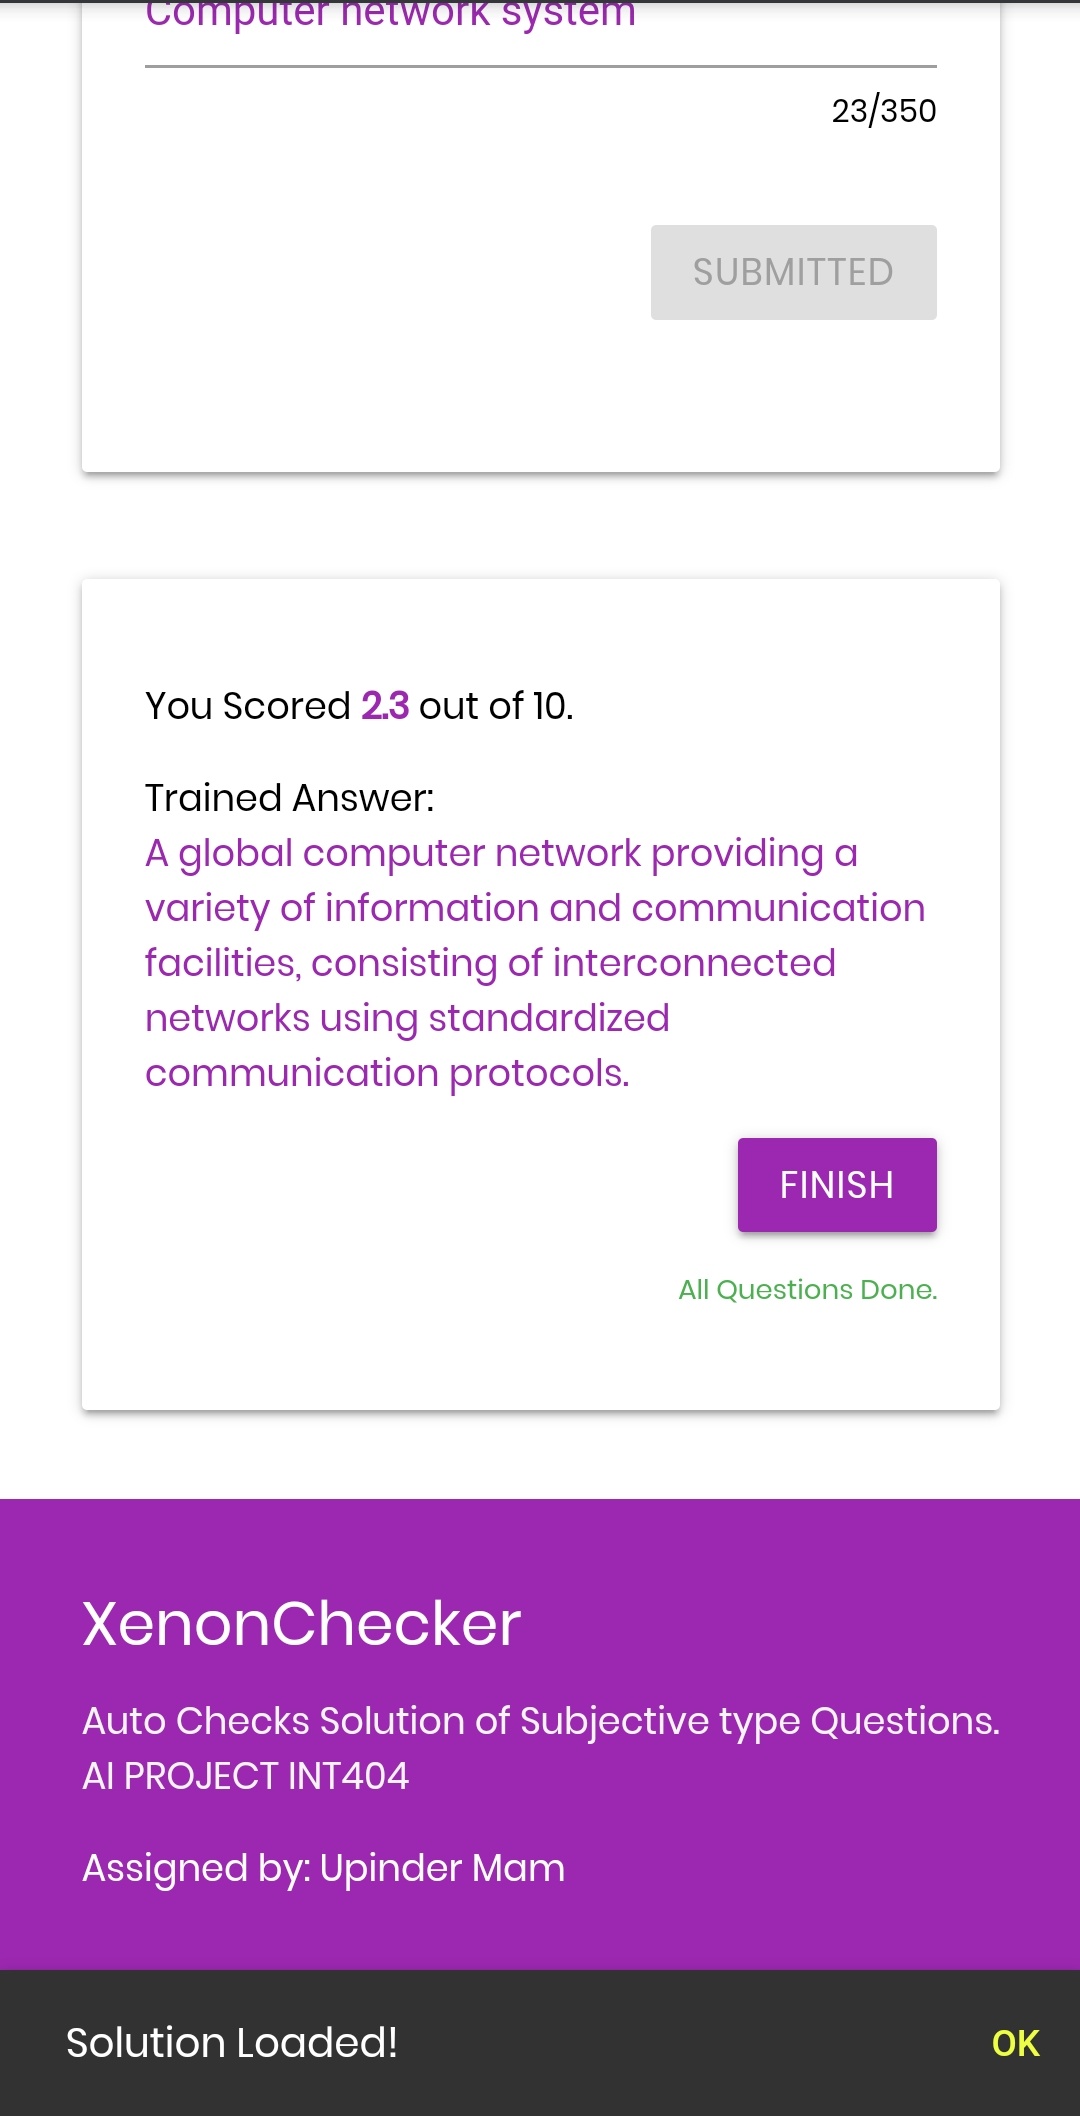 Computer network system
23/350
SUBMITTED
You Scored 2.3 out of 10.
Trained Answer:
A global computer network providing a
variety of information and communication
facilities, consisting of interconnected
networks using standardized
communication protocols.
FINISH
All Questions Done.
XenonChecker
Auto Checks Solution of Subjective type Questions.
AI PROJECT INT404
Assigned by: Upinder Mam
Solution Loaded!
OK